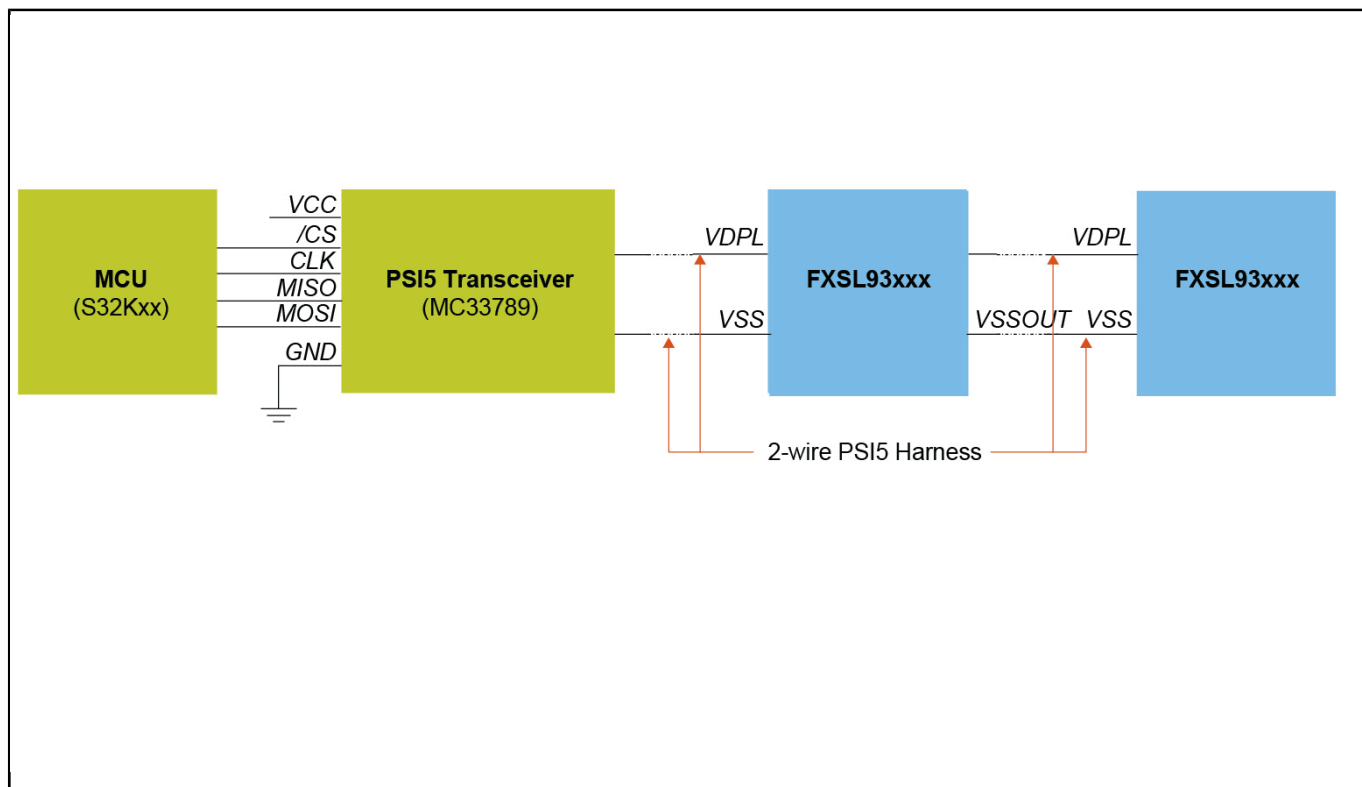 VCC
/CS
CLK
MISO
MOSI
GND
MCU
(S32Kxx)
PSI5 Transceiver
(MC33789)
VDPL
VSS
FXSL93xxx
VSSOUT
VDPL
VSS
FXSL93xxx
2-wire PSI5 Harness